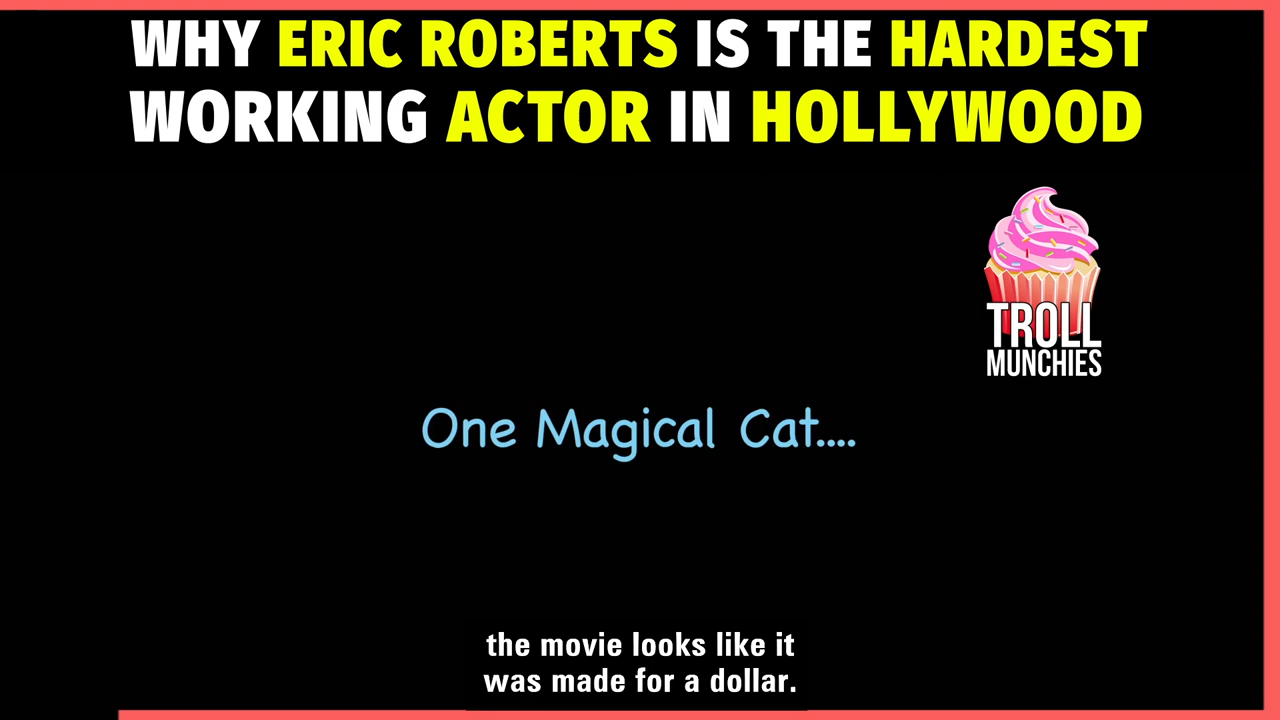 WHY ERIC ROBERTS IS THE HARDEST
WORKING ACTOR IN HOLLYWOOD
TROLL
MUNCHIES
One Magical Cat....
the movie looks like it
was made for a dollar.